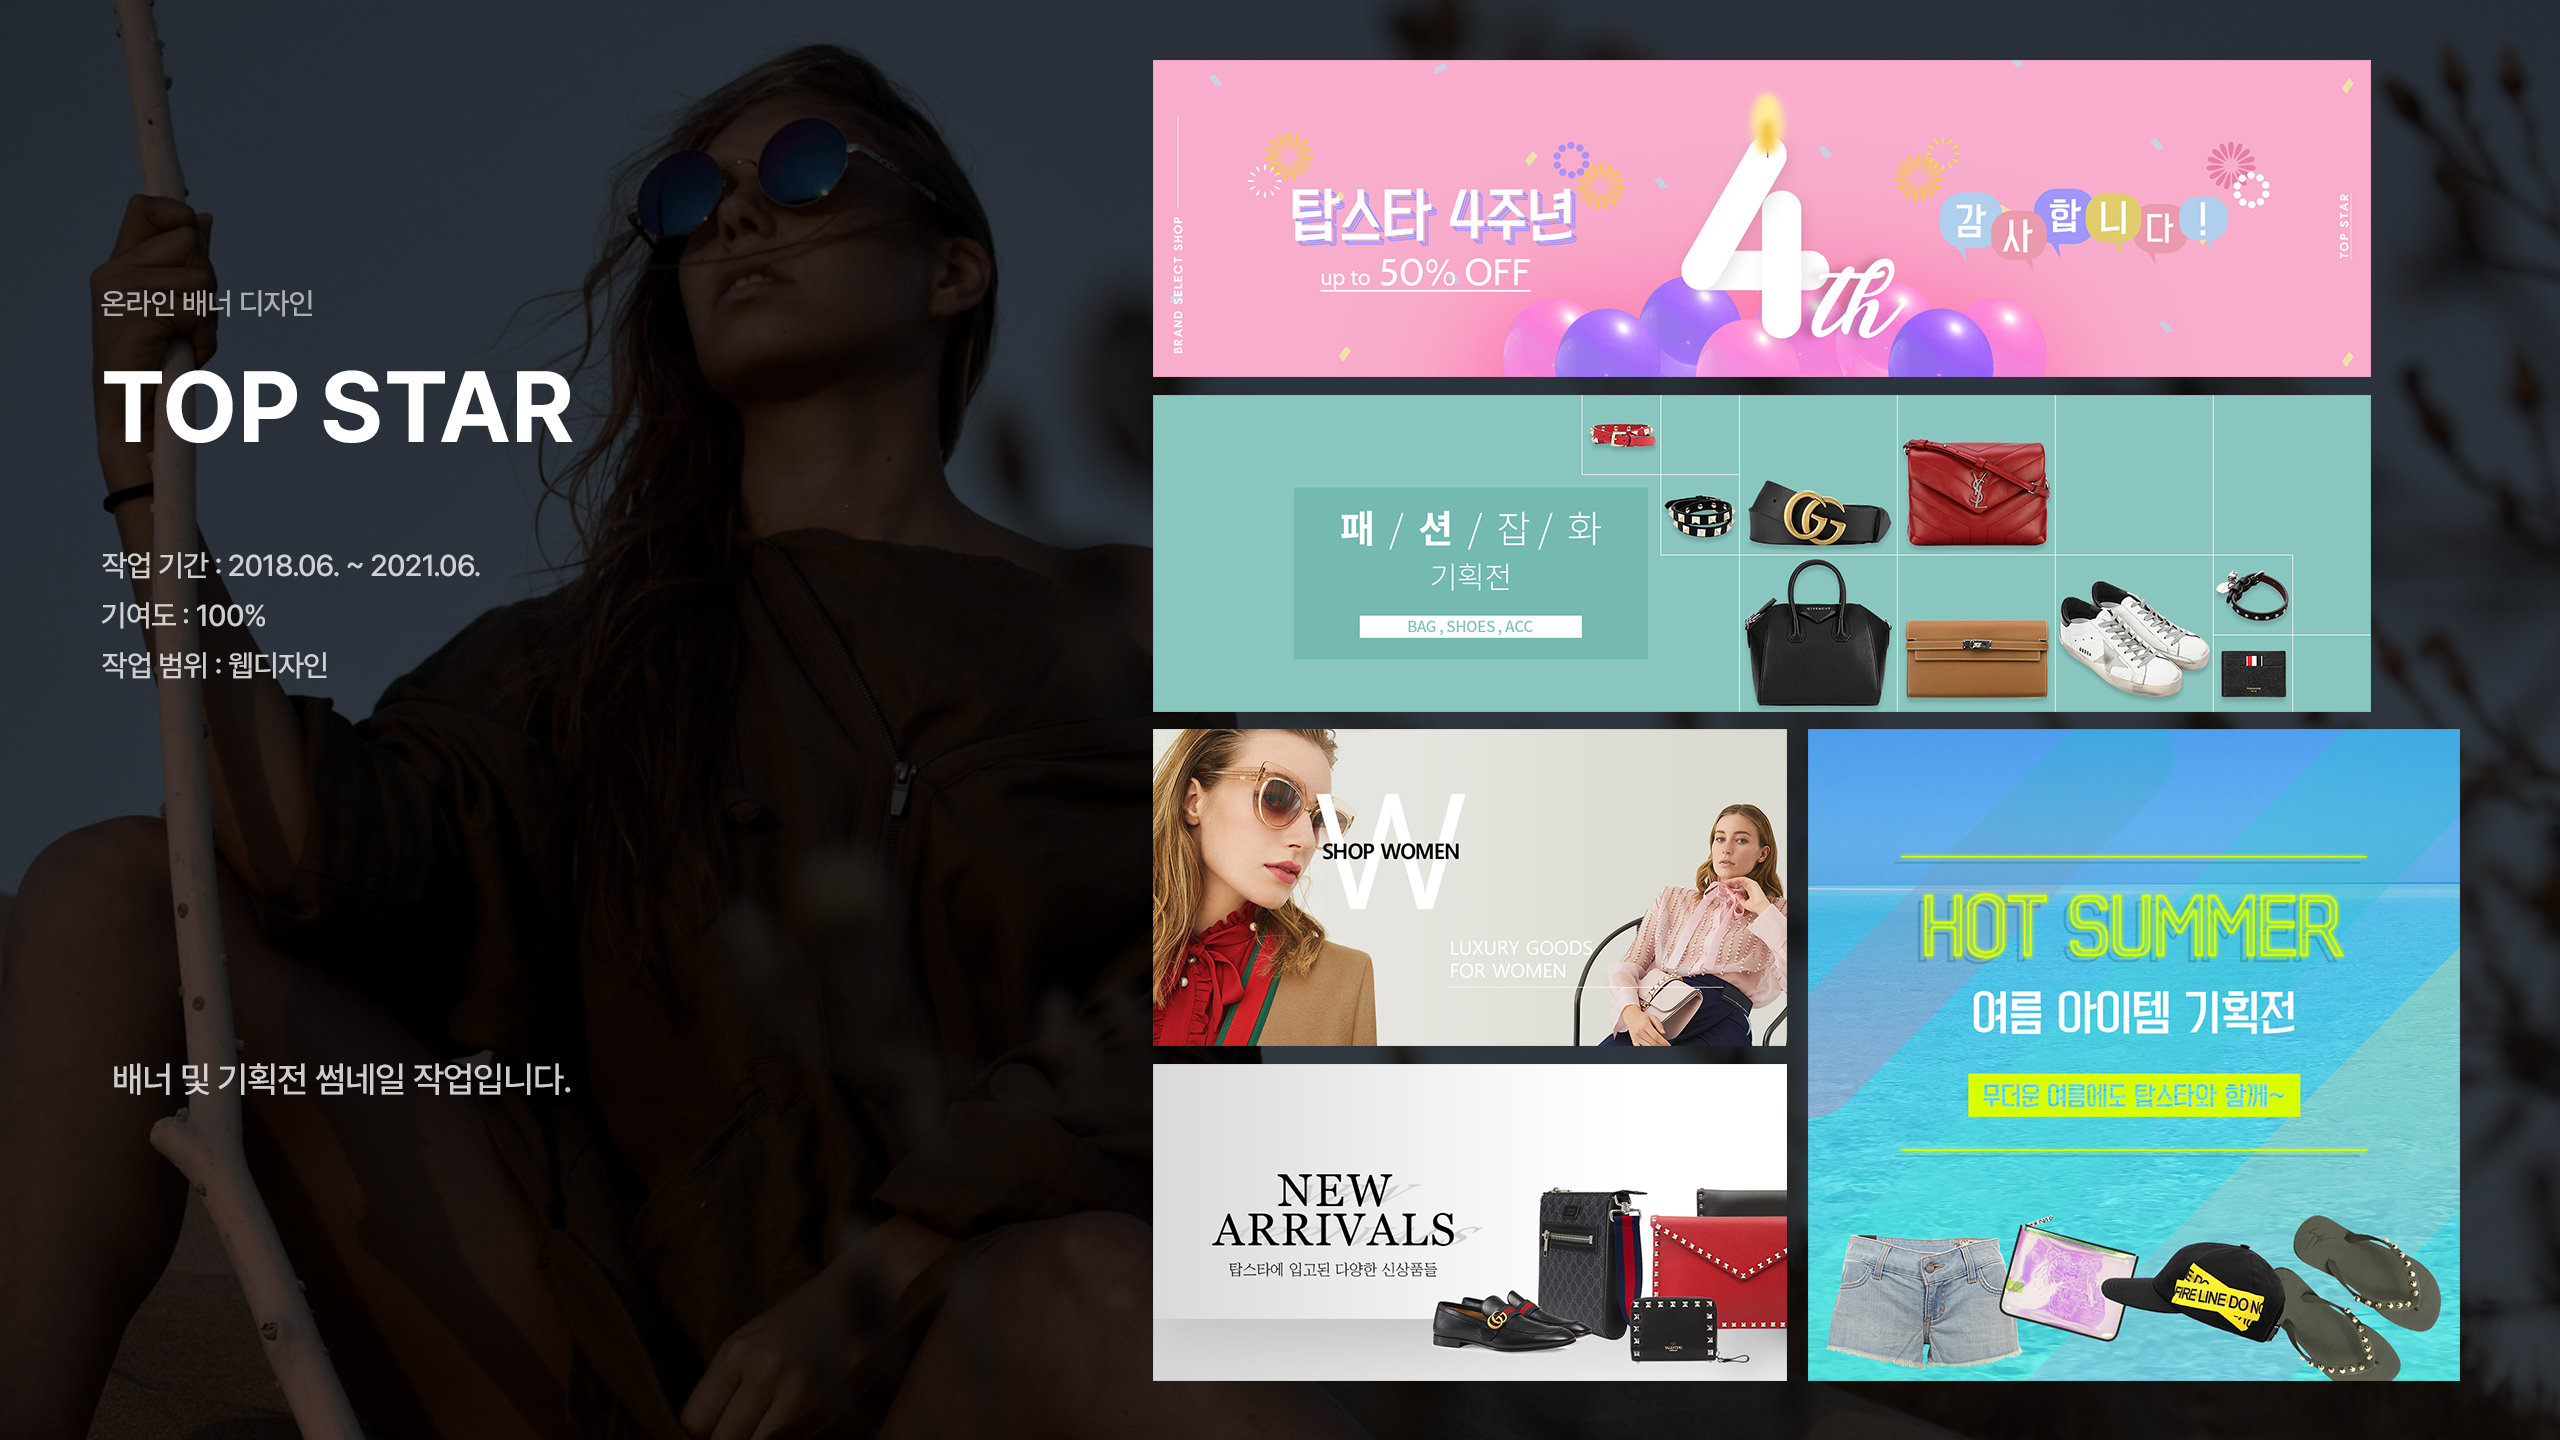 온라인 배너 디자인
TOP STAR
작업 기간 : 2018.06. ~ 2021.06.
기여도 : 100%
작업 범위 : 웹디자인
배너 및 기획전 썸네일 작업입니다.
BRAND SELECT SHOP
탑스타 4주년
up to 50% OFF
4th
감사합니다!
TOP STAR
패 / 션 / 잡 / 화
기획전
BAG , SHOES , ACC
GIVENCHY
W
SHOP WOMEN
LUXURY GOODS
FOR WOMEN
NEW
ARRIVALS
탑스타에 입고된 다양한 신상품들
VALENTINO
HOT SUMMER
여름 아이템 기획전
무더운 여름에도 탑스타와 함께~
FIRE LINE DO NO